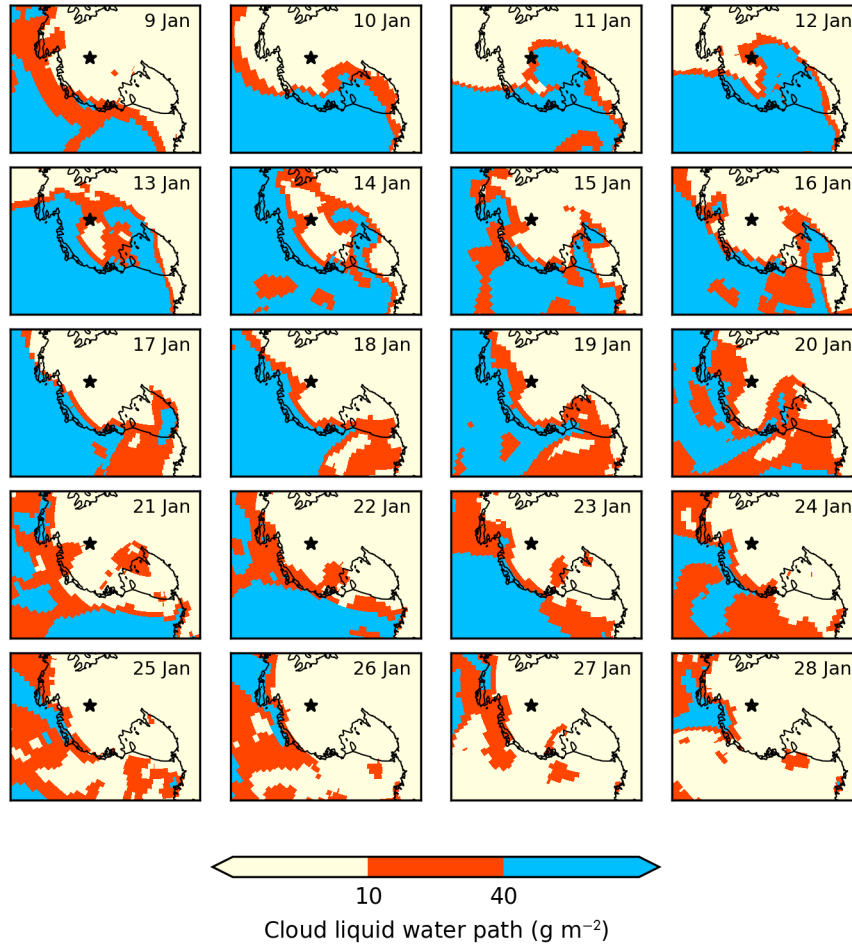 9 Jan
10 Jan
11 Jan
12 Jan
13 Jan
14 Jan
15 Jan
16 Jan
17 Jan
18 Jan
19 Jan
20 Jan
21 Jan
22 Jan
23 Jan
24 Jan
25 Jan
26 Jan
27 Jan
28 Jan
10 40
Cloud liquid water path (g m⁻²)